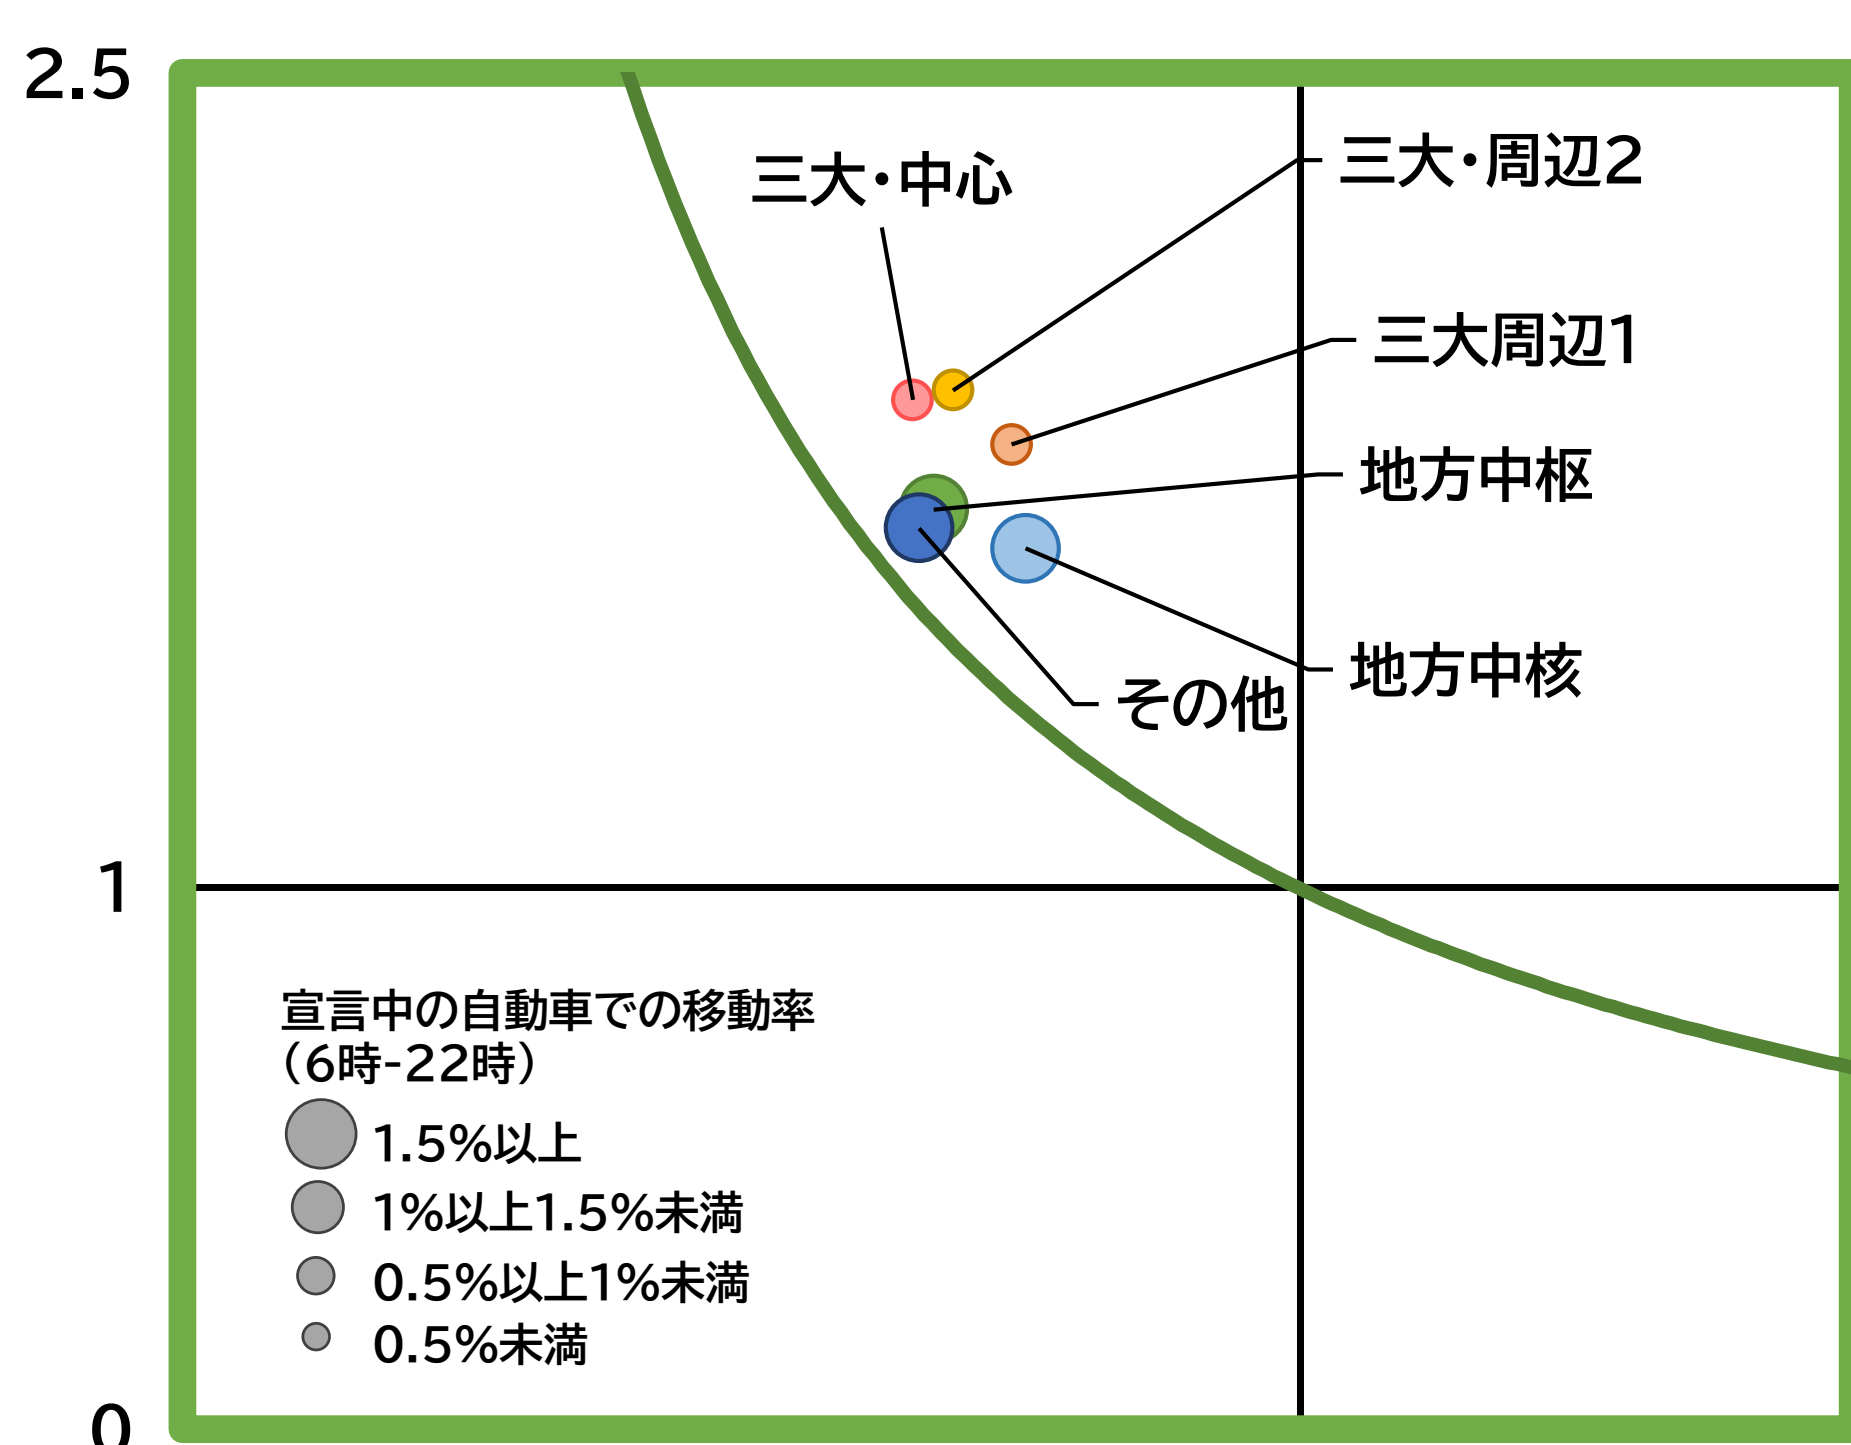 2.5
三大・中心
三大・周辺2
三大周辺1
地方中枢
地方中核
その他
1
宣言中の自動車での移動率
（6時-22時）
1.5%以上
1%以上1.5%未満
0.5%以上1%未満
0.5%未満
0